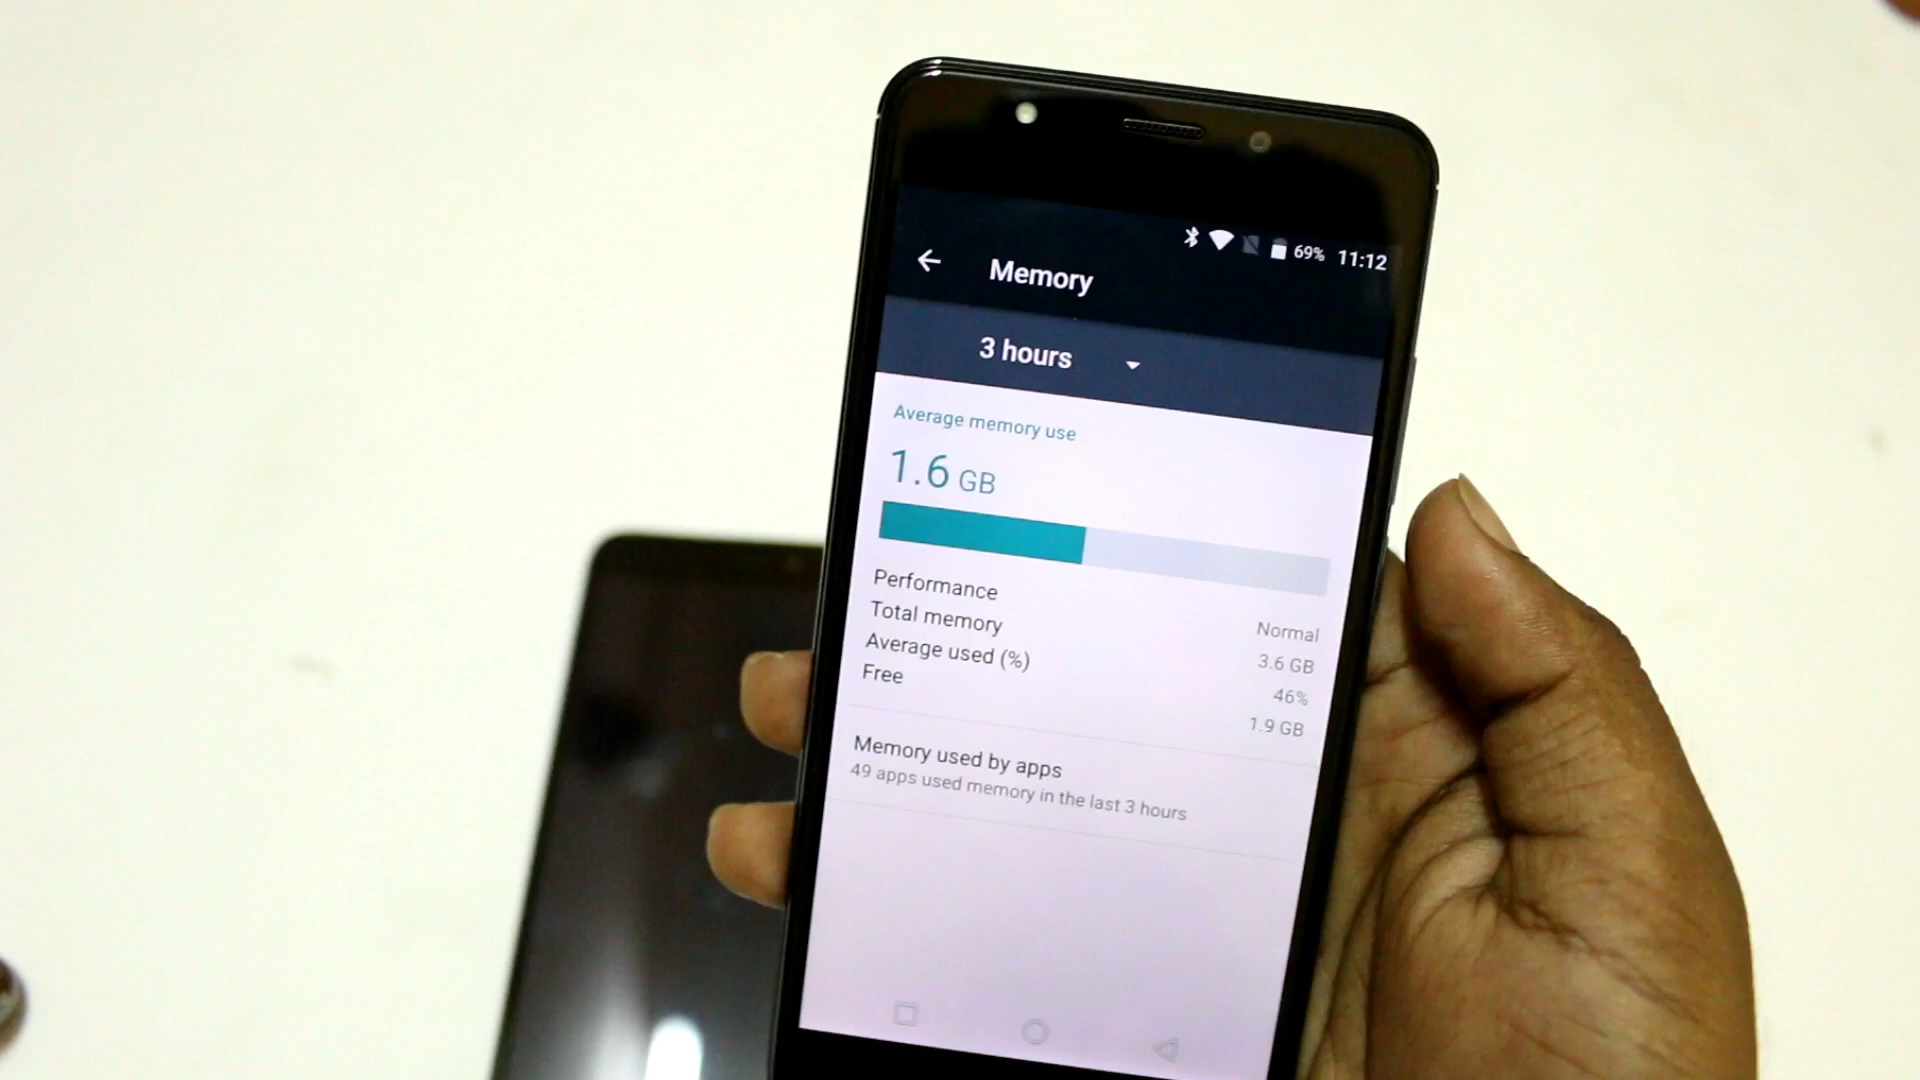 69% 11:12
Memory
3 hours
Average memory use
1.6 GB
Performance Normal
Total memory 3.6 GB
Average used (%) 46%
Free 1.9 GB
Memory used by apps
49 apps used memory in the last 3 hours